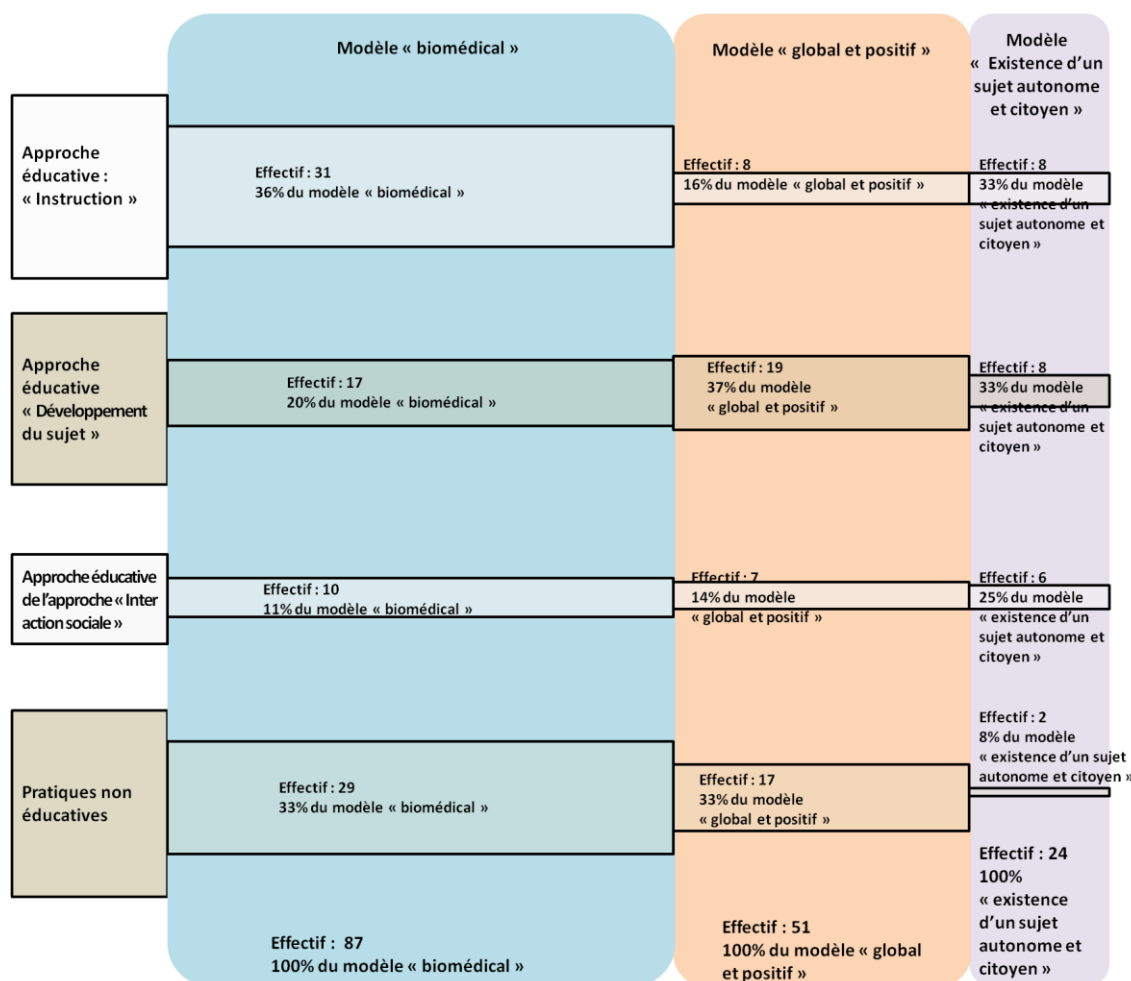 Modèle « biomédical »
Modèle « global et positif »
Modèle
« Existence d'un
sujet autonome
et citoyen »
Approche
éducative :
« Instruction »
Effectif : 31
36% du modèle « biomédical »
Effectif : 8
16% du modèle « global et positif »
Effectif : 8
33% du modèle
« existence d'un
sujet autonome et
citoyen »
Approche
éducative
« Développement
du sujet »
Effectif : 17
20% du modèle « biomédical »
Effectif : 19
37% du modèle
« global et positif »
Effectif : 8
33% du modèle
« existence d'un
sujet autonome et
citoyen »
Approche éducative
de l'approche « Inter
action sociale »
Effectif : 10
11% du modèle « biomédical »
Effectif : 7
14% du modèle
« global et positif »
Effectif : 6
25% du modèle
« existence d'un
sujet autonome et
citoyen »
Pratiques non
éducatives
Effectif : 29
33% du modèle « biomédical »
Effectif : 17
33% du modèle
« global et positif »
Effectif : 2
8% du modèle
« existence d'un sujet
autonome et citoyen »
Effectif : 87
100% du modèle « biomédical »
Effectif : 51
100% du modèle « global
et positif »
Effectif : 24
100%
« existence
d'un sujet
autonome et
citoyen »